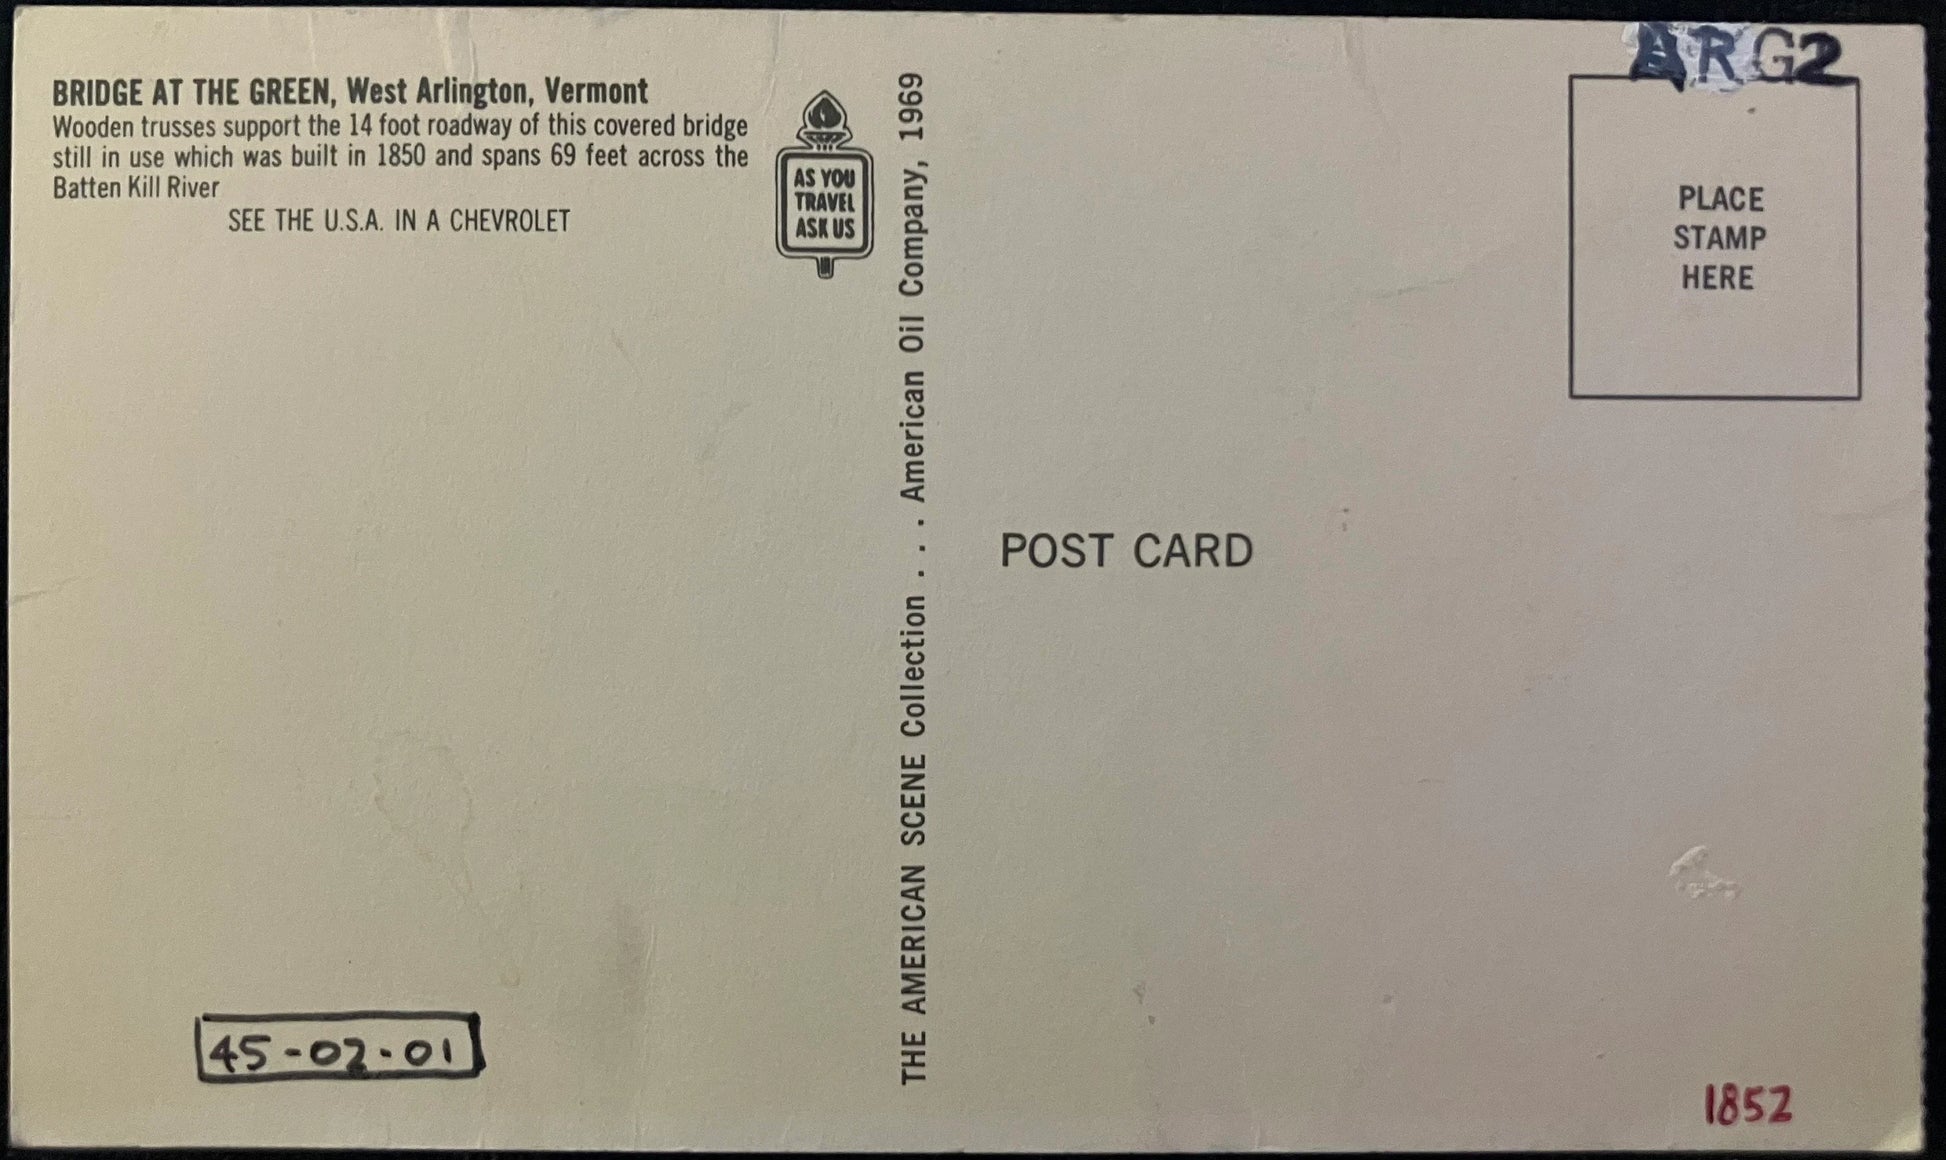 BRIDGE AT THE GREEN, West Arlington, Vermont
Wooden trusses support the 14 foot roadway of this covered bridge
still in use which was built in 1850 and spans 69 feet across the
Batten Kill River
SEE THE U.S.A. IN A CHEVROLET
AS YOU
TRAVEL
ASK US
THE AMERICAN SCENE Collection . . . American Oil Company, 1969
ARG2
PLACE
STAMP
HERE
POST CARD
45-02-01
1852